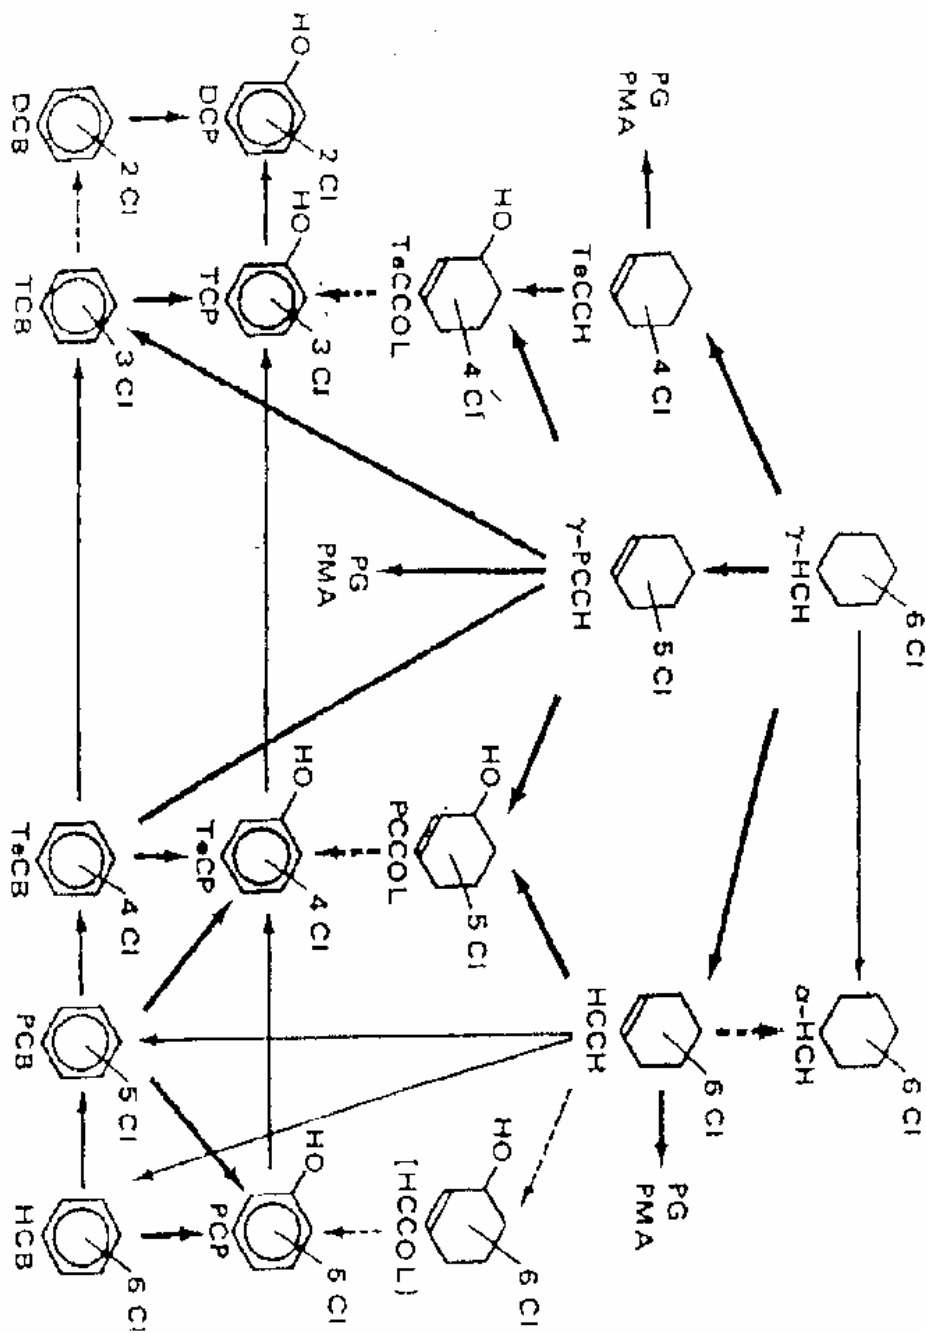 6 Cl
6 Cl
γ-HCH
α-HCH
PG
PMA
4 Cl
5 Cl
6 Cl
PG
PMA
TeCCH
γ-PCCH
HCCH
HO
4 Cl
HO
5 Cl
HO
6 Cl
TeCCOL
PG
PMA
PCCOL
[HCCOL)
HO
2 Cl
HO
3 Cl
HO
4 Cl
HO
5 Cl
DCP
TCP
TeCP
PCP
2 Cl
3 Cl
4 Cl
5 Cl
6 Cl
DCB
TCB
TeCB
PCB
HCB